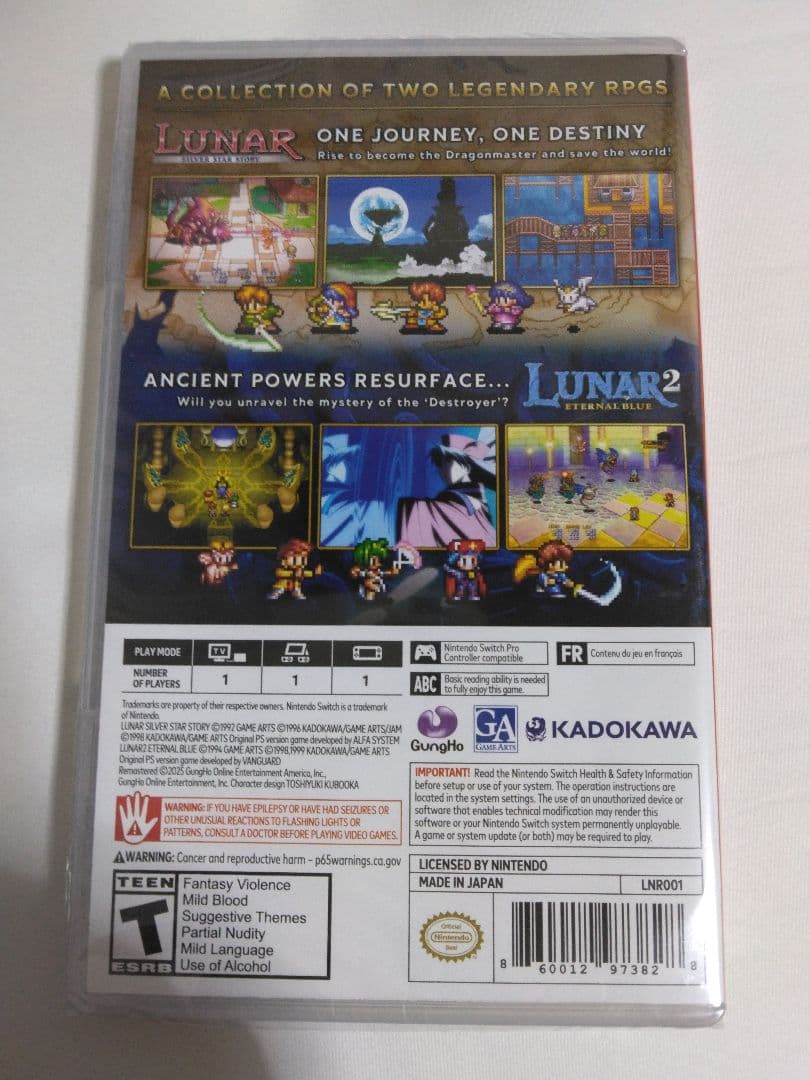 A COLLECTION OF TWO LEGENDARY RPGS
LUNAR
SILVER STAR STORY
ONE JOURNEY, ONE DESTINY
Rise to become the Dragonmaster and save the world!
ANCIENT POWERS RESURFACE...
Will you unravel the mystery of the 'Destroyer'?
LUNAR2
ETERNAL BLUE
PLAY MODE
TV
NUMBER
OF PLAYERS
1
1
1
Nintendo Switch Pro
Controller compatible
FR
Contenu du jeu en français
ABC
Basic reading ability is needed
to fully enjoy this game.
Trademarks are property of their respective owners. Nintendo Switch is a trademark
of Nintendo.
LUNAR SILVER STAR STORY ©1992 GAME ARTS ©1996 KADOKAWA/GAME ARTS/JAM
©1998 KADOKAWA/GAME ARTS Original PS version game developed by ALFA SYSTEM
LUNAR2 ETERNAL BLUE ©1994 GAME ARTS ©1998,1999 KADOKAWA/GAME ARTS
Original PS version game developed by VANGUARD
Remastered ©2025 GungHo Online Entertainment America, Inc.,
GungHo Online Entertainment, Inc. Character design TOSHIYUKI KUBOOKA
GungHo
GA
GAME ARTS
KADOKAWA
WARNING: IF YOU HAVE EPILEPSY OR HAVE HAD SEIZURES OR
OTHER UNUSUAL REACTIONS TO FLASHING LIGHTS OR
PATTERNS, CONSULT A DOCTOR BEFORE PLAYING VIDEO GAMES.
IMPORTANT! Read the Nintendo Switch Health & Safety Information
before setup or use of your system. The operation instructions are
located in the system settings. The use of an unauthorized device or
software that enables technical modification may render this
software or your Nintendo Switch system permanently unplayable.
A game or system update (or both) may be required to play.
WARNING: Cancer and reproductive harm – p65warnings.ca.gov
TEEN
T
ESRB
Fantasy Violence
Mild Blood
Suggestive Themes
Partial Nudity
Mild Language
Use of Alcohol
LICENSED BY NINTENDO
MADE IN JAPAN
LNR001
Official
Nintendo
Seal
8 60012 97382 8